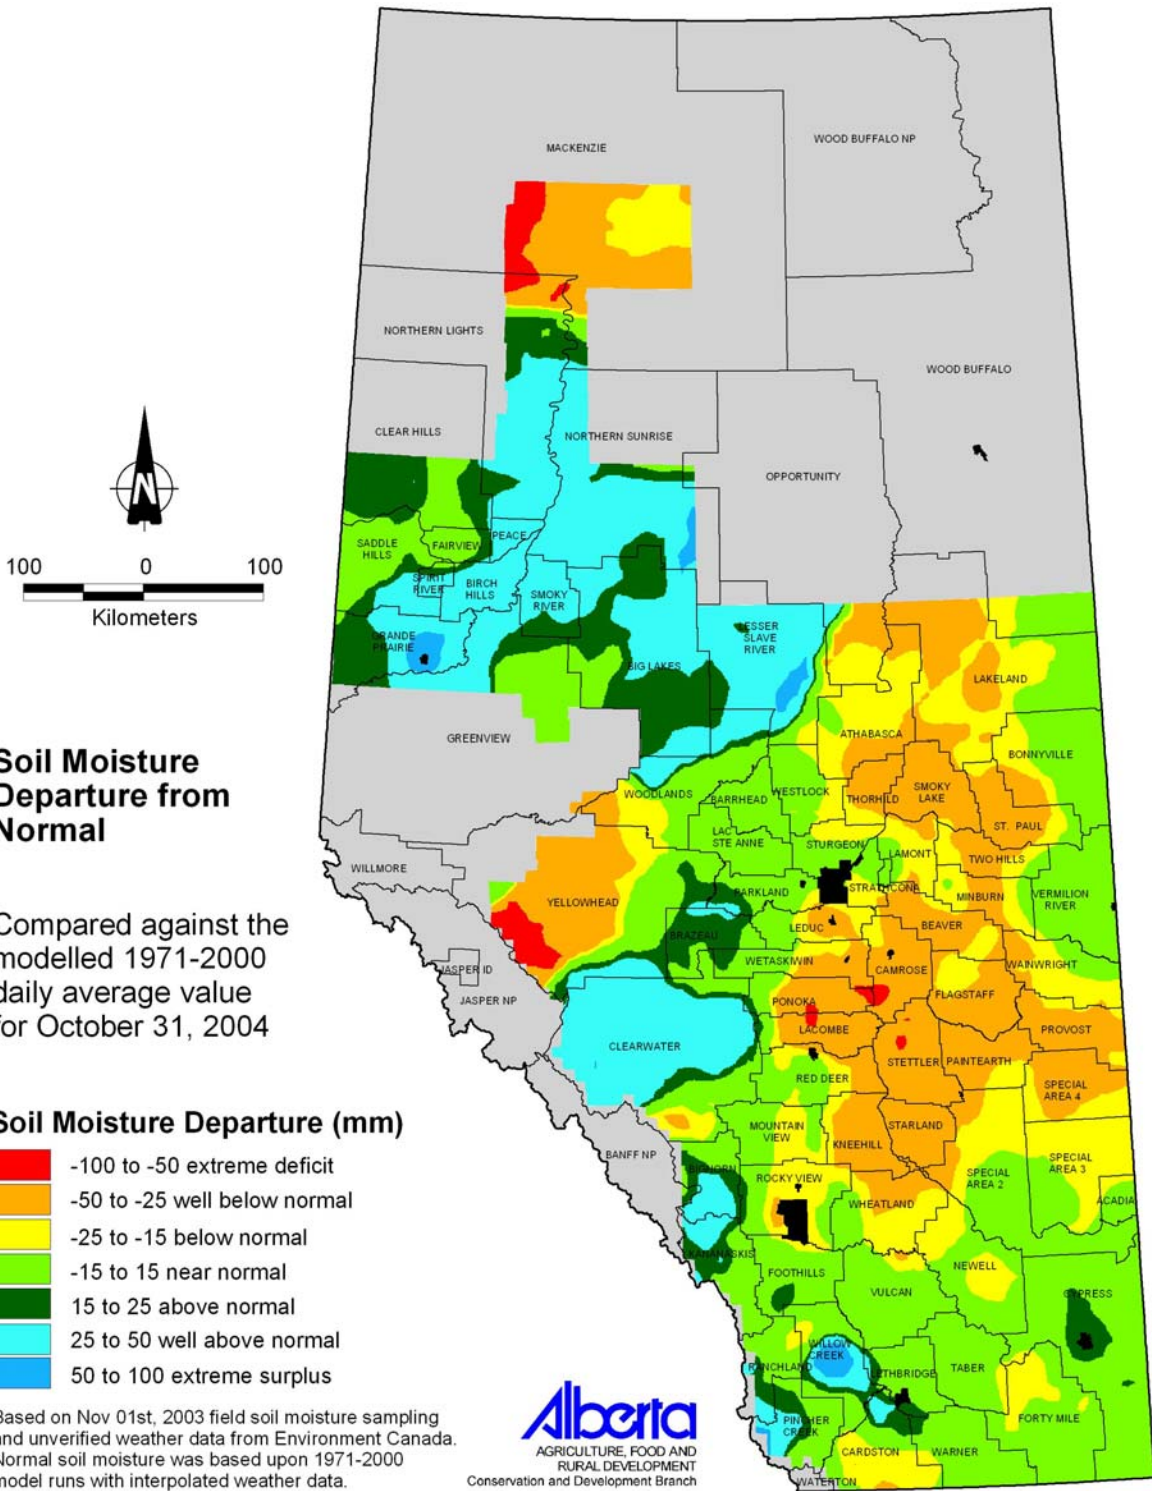 MACKENZIE
WOOD BUFFALO NP
NORTHERN LIGHTS
WOOD BUFFALO
CLEAR HILLS
NORTHERN SUNRISE
OPPORTUNITY
N
SADDLE
HILLS
FAIRVIEW
PEACE
100 0 100
Kilometers
SPIRIT
RIVER
BIRCH
HILLS
SMOKY
RIVER
GRANDE
PRAIRIE
LESSER
SLAVE
RIVER
BIG LAKES
LAKELAND
GREENVIEW
ATHABASCA
BONNYVILLE
Soil Moisture
Departure from
Normal
WOODLANDS
BARRHEAD
WESTLOCK
THORHILD
SMOKY
LAKE
ST. PAUL
LAC
STE ANNE
STURGEON
LAMONT
TWO HILLS
WILLMORE
YELLOWHEAD
PARKLAND
STRATHCONA
MINBURN
VERMILION
RIVER
Compared against the
modelled 1971-2000
daily average value
for October 31, 2004
BRAZEAU
LEDUC
BEAVER
JASPER ID
WETASKIWIN
CAMROSE
WAINWRIGHT
JASPER NP
PONOKA
FLAGSTAFF
CLEARWATER
LACOMBE
PROVOST
STETTLER
PAINTEARTH
RED DEER
SPECIAL
AREA 4
Soil Moisture Departure (mm)
-100 to -50 extreme deficit
-50 to -25 well below normal
-25 to -15 below normal
-15 to 15 near normal
15 to 25 above normal
25 to 50 well above normal
50 to 100 extreme surplus
MOUNTAIN
VIEW
STARLAND
KNEEHILL
BANFF NP
BIGHORN
ROCKY VIEW
SPECIAL
AREA 2
SPECIAL
AREA 3
WHEATLAND
ACADIA
KANANASKIS
FOOTHILLS
NEWELL
VULCAN
CYPRESS
WILLOW
CREEK
RANCHLAND
LETHBRIDGE
TABER
PINCHER
CREEK
FORTY MILE
CARDSTON
WARNER
WATERTON
Based on Nov 01st, 2003 field soil moisture sampling
and unverified weather data from Environment Canada.
Normal soil moisture was based upon 1971-2000
model runs with interpolated weather data.
Alberta
AGRICULTURE, FOOD AND
RURAL DEVELOPMENT
Conservation and Development Branch